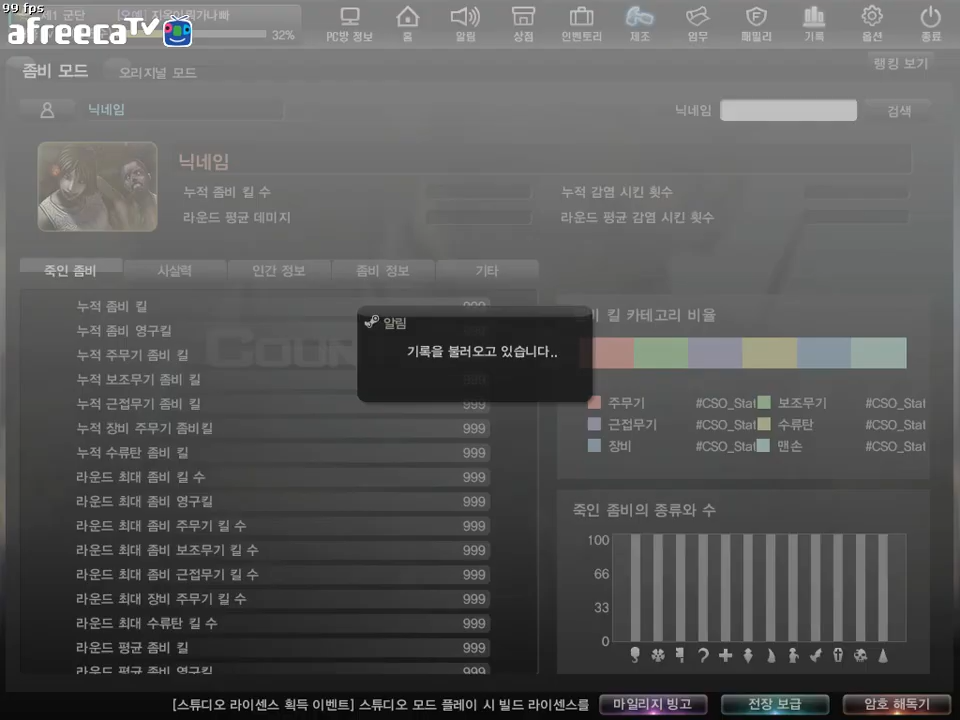 99 fps
afreecaTV
32%
PC방 정보
홈
알림
상점
인벤토리
제조
임무
패밀리
기록
옵션
종료
좀비 모드
오리지널 모드
랭킹 보기
닉네임
닉네임
검색
닉네임
누적 좀비 킬 수
누적 감염 시킨 횟수
라운드 평균 데미지
라운드 평균 감염 시킨 횟수
죽인 좀비
시살력
인간 정보
좀비 정보
기타
누적 좀비 킬 999
누적 좀비 영구킬
누적 주무기 좀비 킬
누적 보조무기 좀비 킬 999
누적 근접무기 좀비 킬 999
누적 장비 주무기 좀비킬 999
누적 수류탄 좀비 킬 999
라운드 최대 좀비 킬 수 999
라운드 최대 좀비 영구킬 999
라운드 최대 좀비 주무기 킬 수 999
라운드 최대 좀비 보조무기 킬 수 999
라운드 최대 좀비 근접무기 킬 수 999
라운드 최대 장비 주무기 킬 수 999
라운드 최대 수류탄 킬 수 999
라운드 평균 좀비 킬 999
라운드 평균 좀비 영구킬 999
알림
기록을 불러오고 있습니다..
킬 카테고리 비율
주무기 #CSO_Stat
보조무기 #CSO_Stat
근접무기 #CSO_Stat
수류탄 #CSO_Stat
장비 #CSO_Stat
맨손 #CSO_Stat
죽인 좀비의 종류와 수
100
66
33
0
[스튜디오 라이센스 획득 이벤트] 스튜디오 모드 플레이 시 빌드 라이센스를
마일리지 빙고
전장 보급
암호 해독기